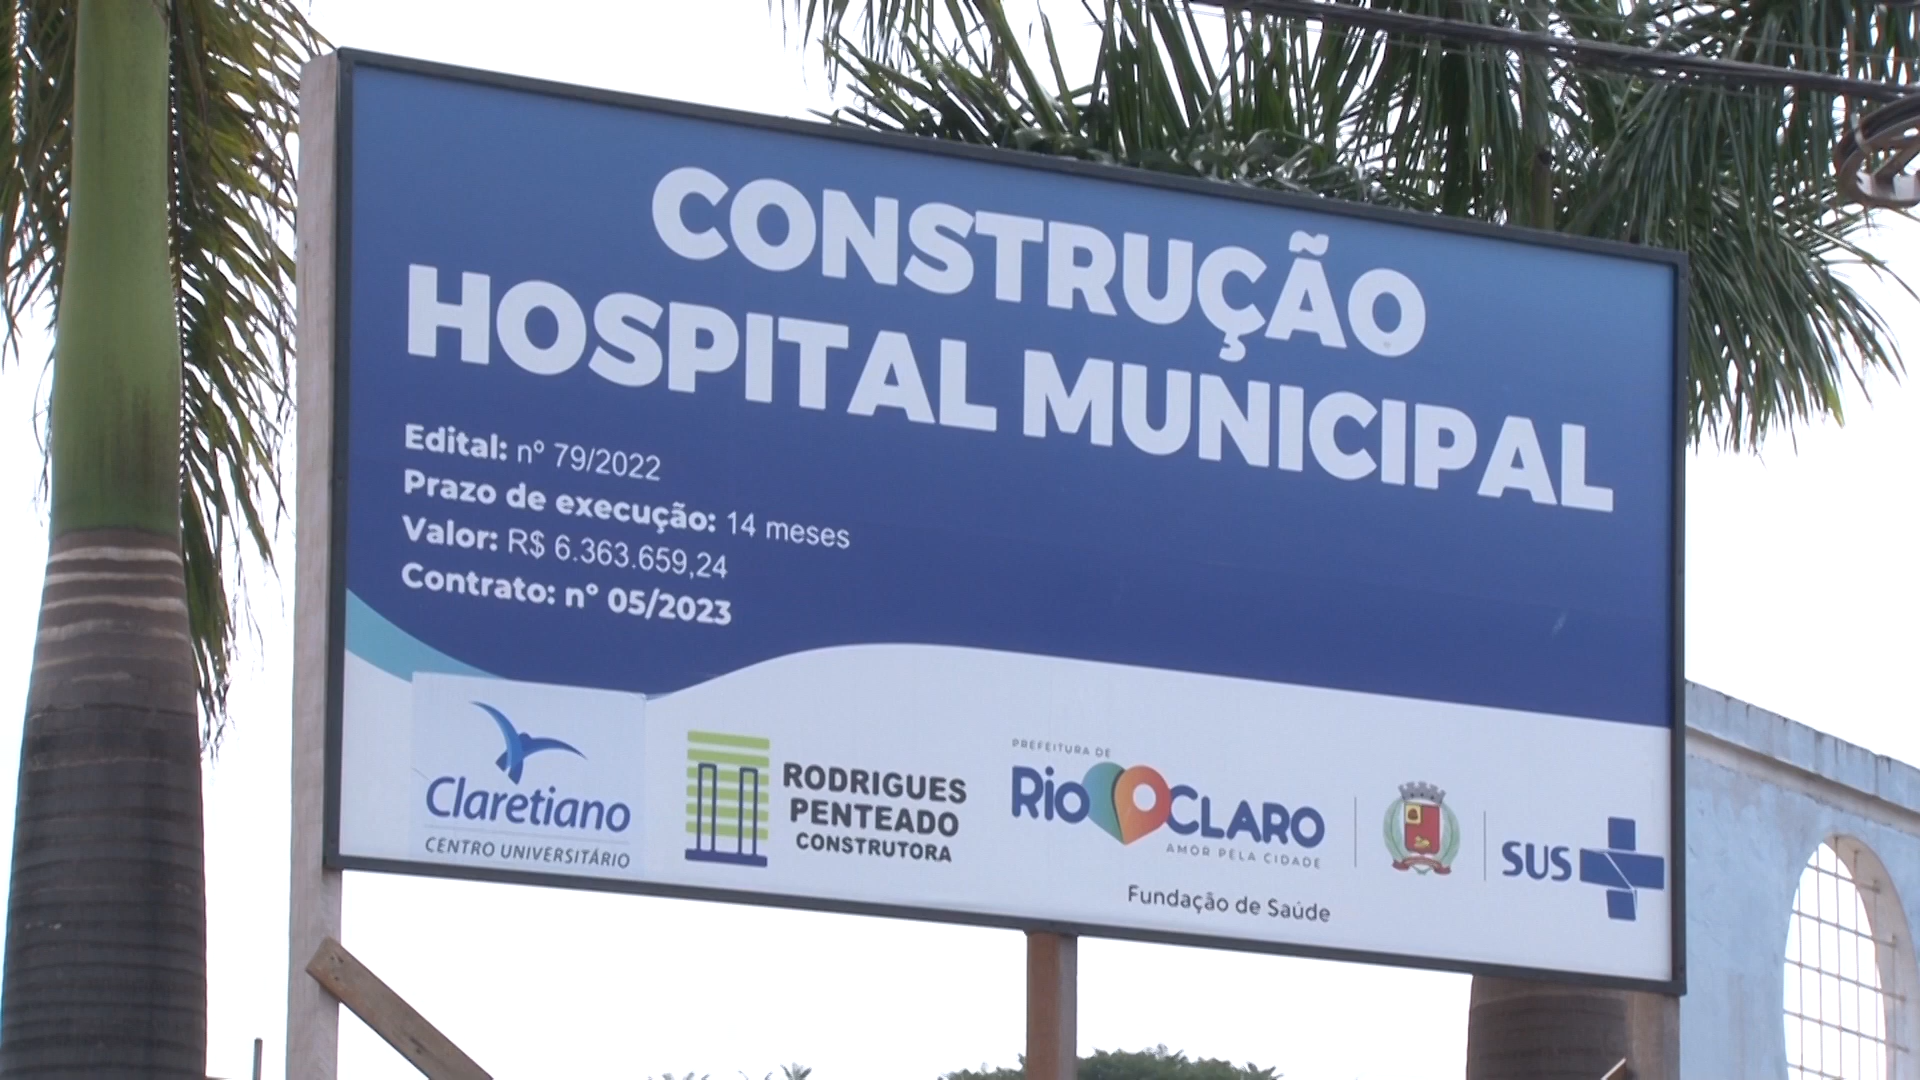 CONSTRUÇÃO
HOSPITAL MUNICIPAL
Edital: nº 79/2022
Prazo de execução: 14 meses
Valor: R$ 6.363.659,24
Contrato: nº 05/2023
Claretiano
CENTRO UNIVERSITÁRIO
RODRIGUES
PENTEADO
CONSTRUTORA
PREFEITURA DE
RIO CLARO
AMOR PELA CIDADE
Fundação de Saúde
SUS